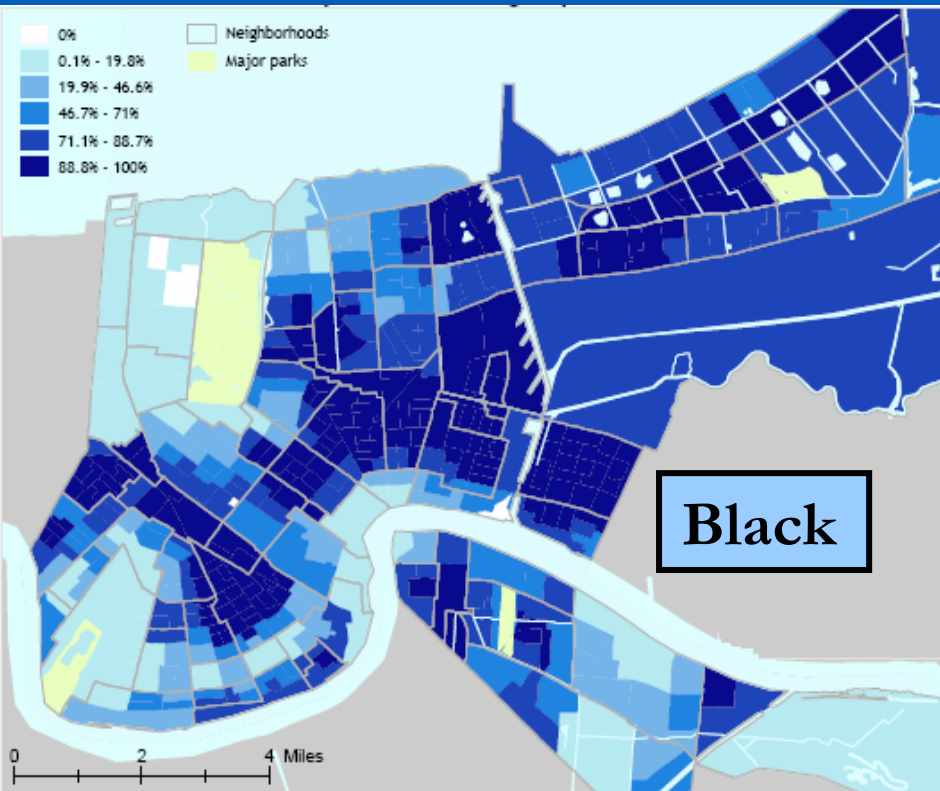 0%
0.1% - 19.8%
19.9% - 46.6%
46.7% - 71%
71.1% - 88.7%
88.8% - 100%
Neighborhoods
Major parks
Black
0 2 4 Miles